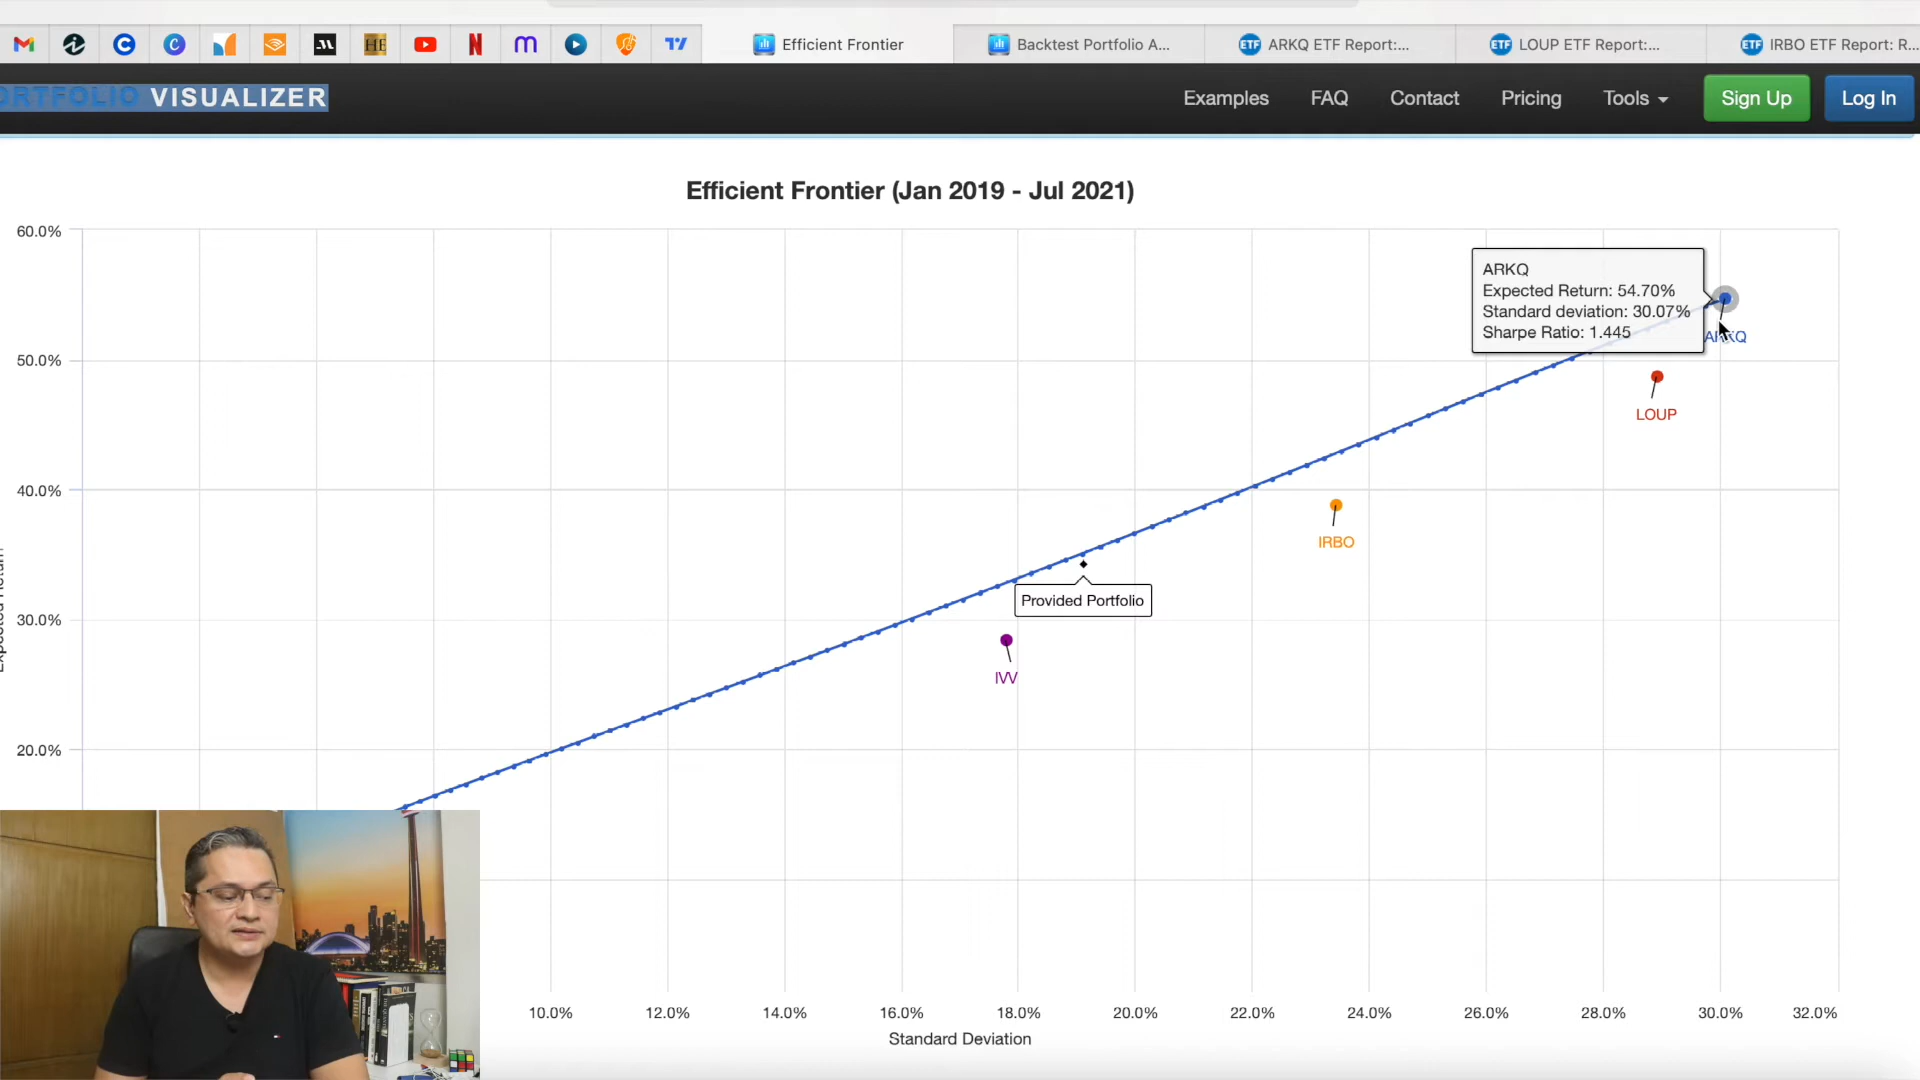 Efficient Frontier
Backtest Portfolio A...
ARKQ ETF Report:...
LOUP ETF Report:...
IRBO ETF Report: R...
ORTFOLIO VISUALIZER
Examples
FAQ
Contact
Pricing
Tools
Sign Up
Log In
Efficient Frontier (Jan 2019 - Jul 2021)
60.0%
50.0%
40.0%
30.0%
20.0%
ARKQ
Expected Return: 54.70%
Standard deviation: 30.07%
Sharpe Ratio: 1.445
ARKQ
LOUP
IRBO
Provided Portfolio
IVV
10.0%
12.0%
14.0%
16.0%
18.0%
20.0%
22.0%
24.0%
26.0%
28.0%
30.0%
32.0%
Standard Deviation